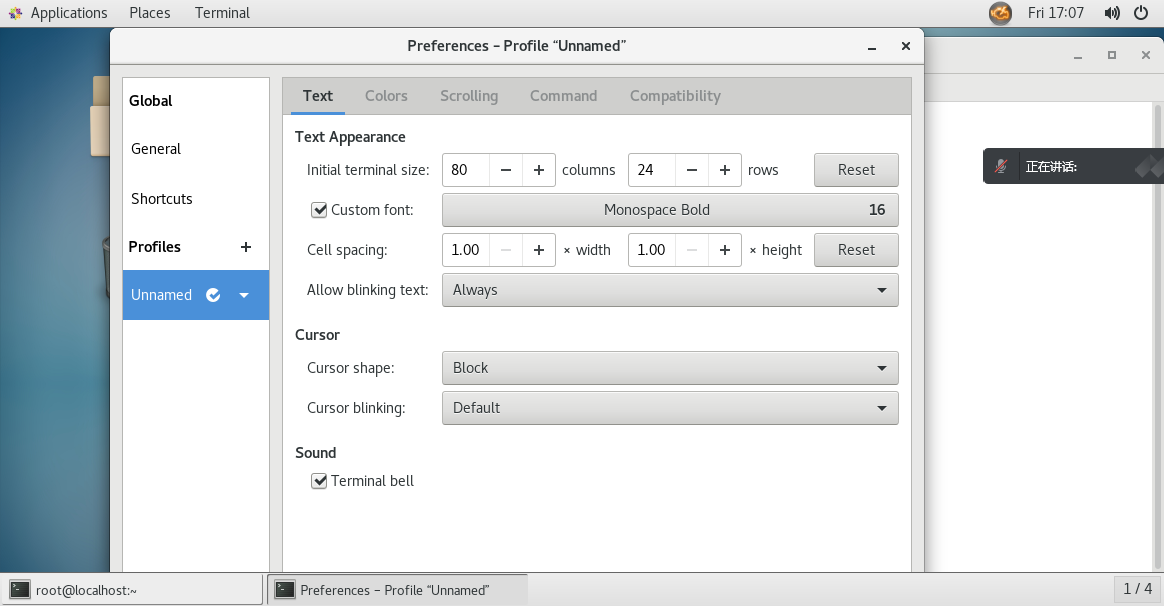 Applications Places Terminal Fri 17:07
Preferences – Profile “Unnamed”
Global
General
Shortcuts
Profiles
Unnamed
Text Colors Scrolling Command Compatibility
Text Appearance
Initial terminal size: 80 − + columns 24 − + rows Reset
Custom font: Monospace Bold 16
Cell spacing: 1.00 − + × width 1.00 − + × height Reset
Allow blinking text: Always
Cursor
Cursor shape: Block
Cursor blinking: Default
Sound
Terminal bell
正在讲话:
root@localhost:~ Preferences – Profile “Unnamed” 1 / 4